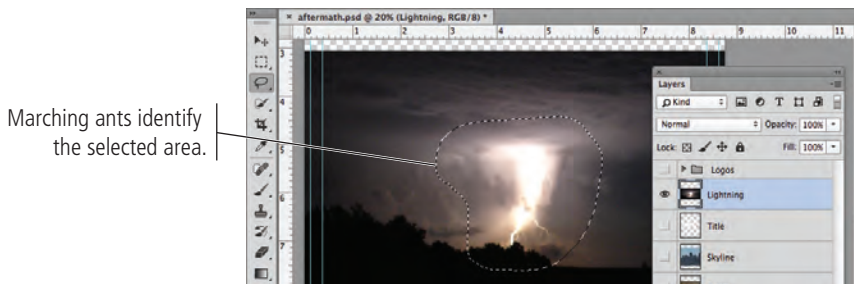 × aftermath.psd @ 20% (Lightning, RGB/8) *
0 1 2 3 4 5 6 7 8 9 10 11
3
4
5
6
7
Marching ants identify
the selected area.
Layers
Kind
Normal
Opacity: 100%
Lock:
Fill: 100%
Logos
Lightning
Title
Skyline